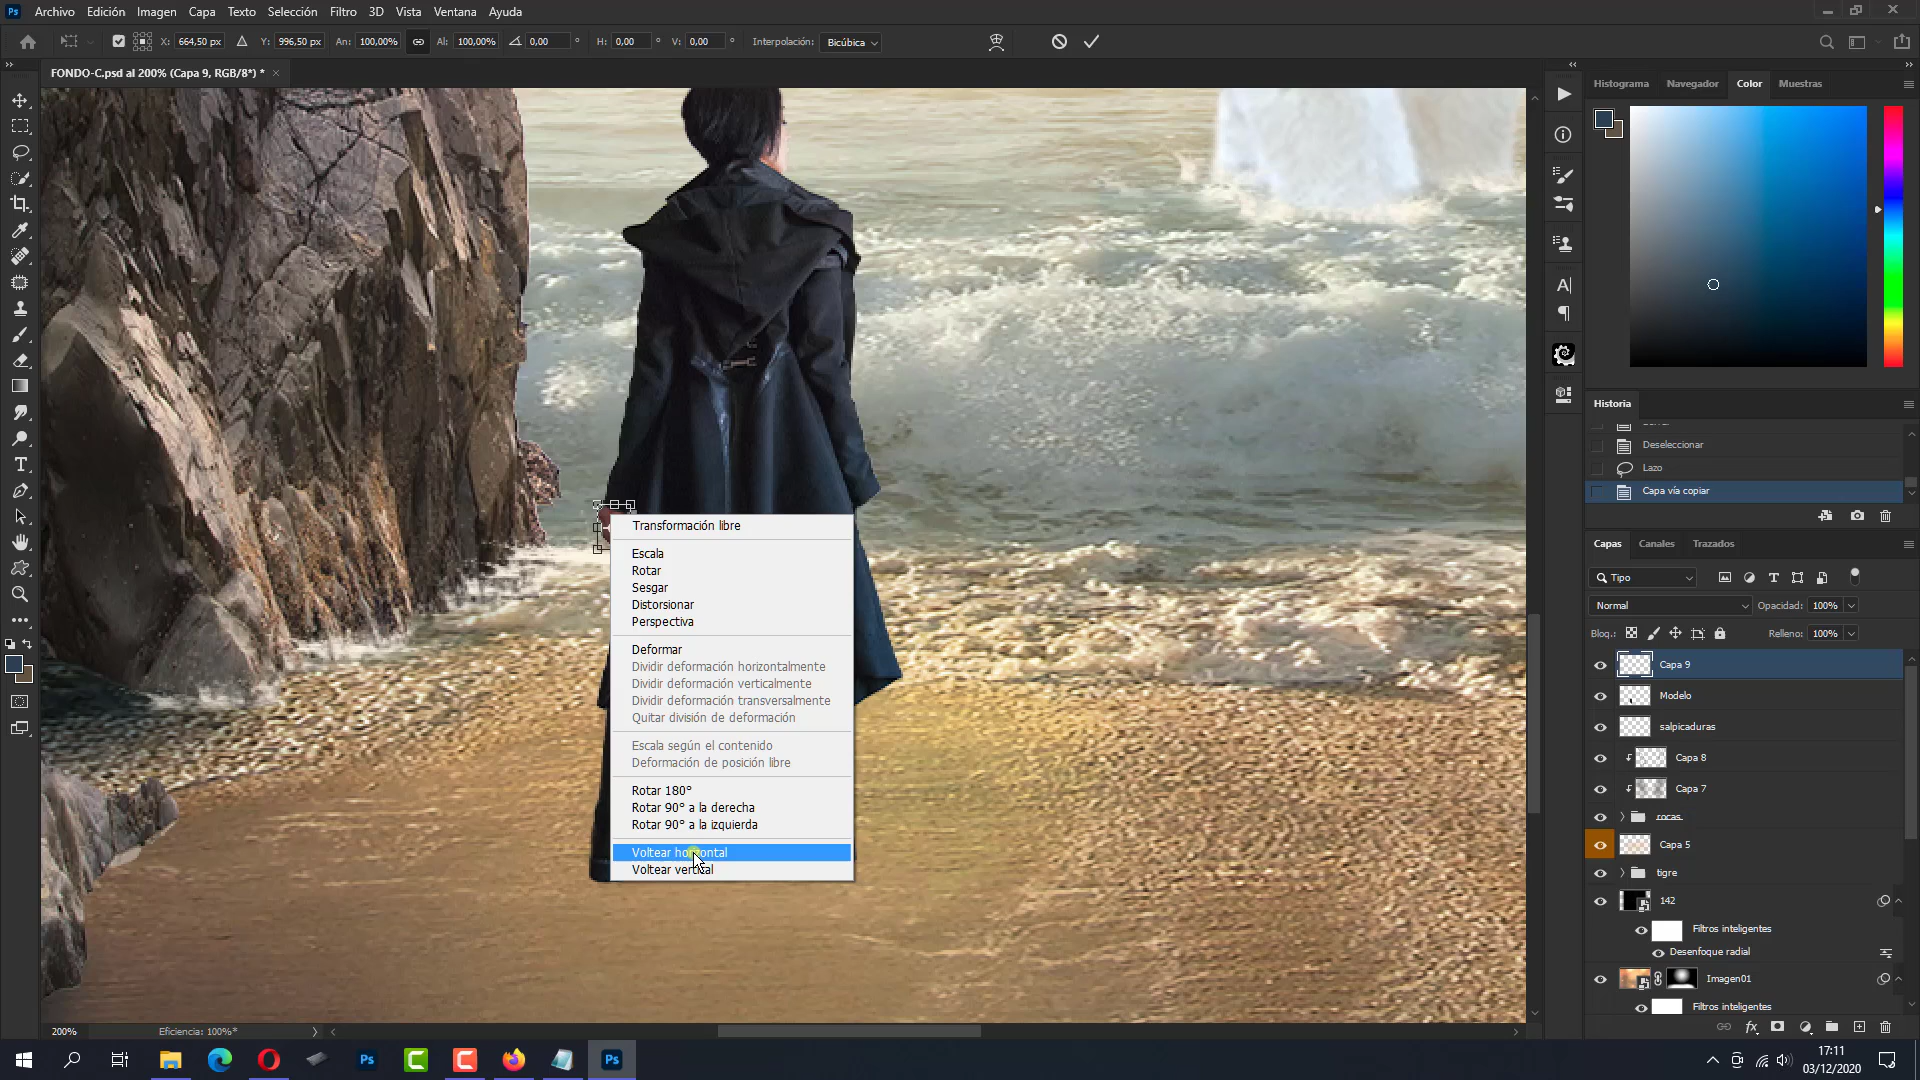 Ps Archivo Edición Imagen Capa Texto Selección Filtro 3D Vista Ventana Ayuda
X: 664,50 px Y: 996,50 px An: 100,00% Al: 100,00% 0,00 ° H: 0,00 ° V: 0,00 ° Interpolación: Bicúbica
FONDO-C.psd al 200% (Capa 9, RGB/8*) * ×
Histograma Navegador Color Muestras
Historia
Deseleccionar
Lazo
Capa vía copiar
Transformación libre
Escala
Rotar
Sesgar
Distorsionar
Perspectiva
Deformar
Dividir deformación horizontalmente
Dividir deformación verticalmente
Dividir deformación transversalmente
Quitar división de deformación
Escala según el contenido
Deformación de posición libre
Rotar 180°
Rotar 90° a la derecha
Rotar 90° a la izquierda
Voltear horizontal
Voltear vertical
Capas Canales Trazados
Tipo
Normal Opacidad: 100%
Bloq.: Relleno: 100%
Capa 9
Modelo
salpicaduras
Capa 8
Capa 7
rocas
Capa 5
tigre
142
Filtros inteligentes
Desenfoque radial
Imagen01
Filtros inteligentes
200% Eficiencia: 100%*
Ps
Ps
17:11
03/12/2020